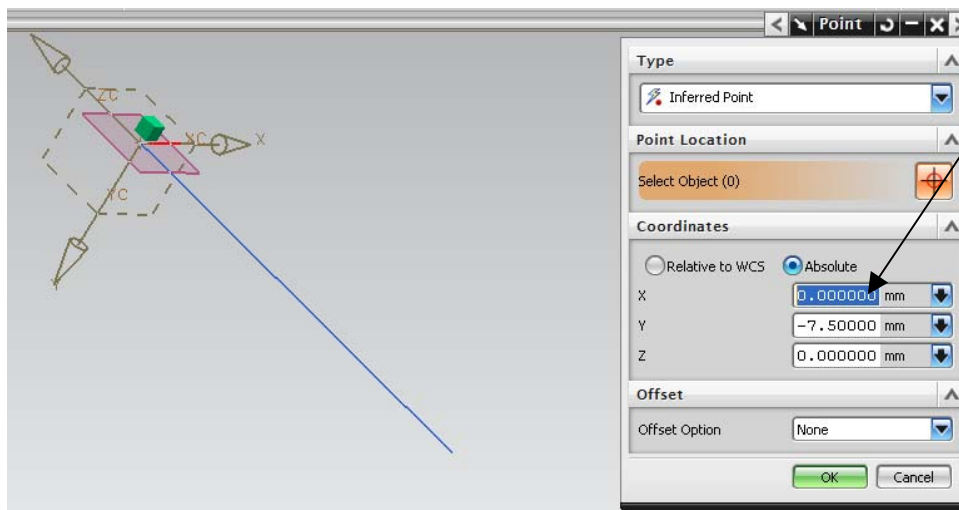 Point
Type
Inferred Point
Point Location
Select Object (0)
Coordinates
Relative to WCS Absolute
X 0.000000 mm
Y -7.50000 mm
Z 0.000000 mm
Offset
Offset Option None
OK Cancel
ZC
XC X
YC
Y